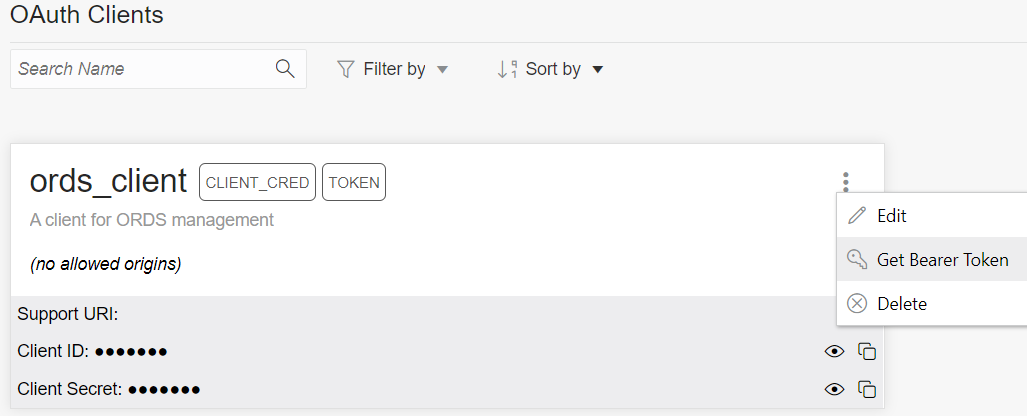 OAuth Clients
Search Name Filter by Sort by
ords_client CLIENT_CRED TOKEN
A client for ORDS management
(no allowed origins)
Edit
Get Bearer Token
Delete
Support URI:
Client ID: ●●●●●●●
Client Secret: ●●●●●●●